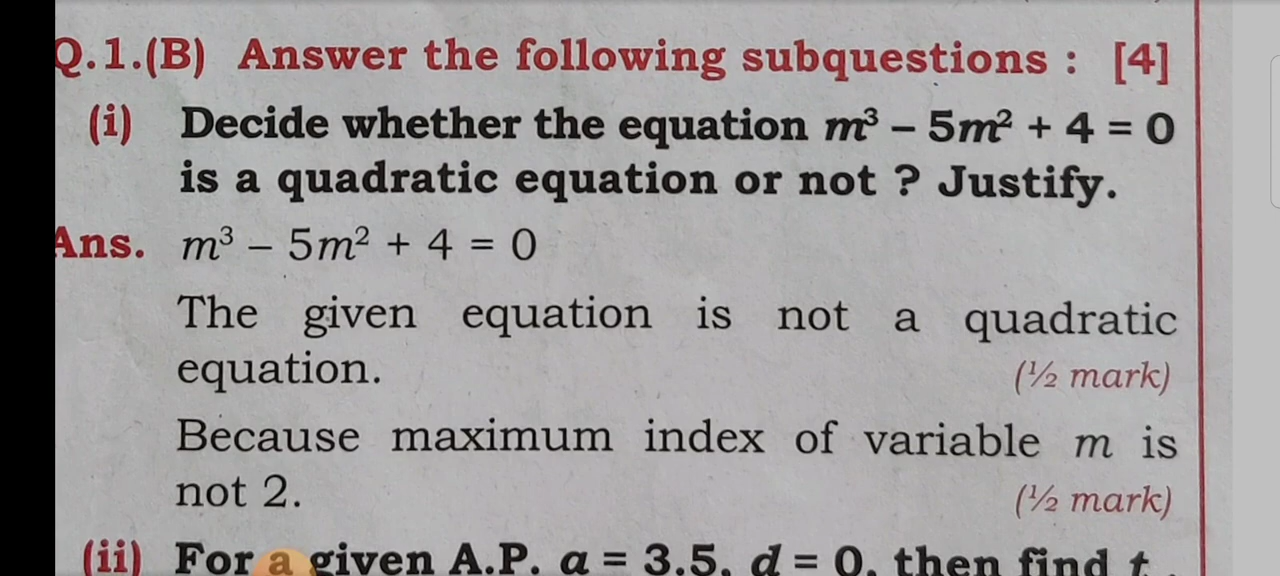 Q.1.(B) Answer the following subquestions : [4]
(i) Decide whether the equation m³ – 5m² + 4 = 0
is a quadratic equation or not ? Justify.
Ans. m³ – 5m² + 4 = 0
The given equation is not a quadratic
equation. (½ mark)
Because maximum index of variable m is
not 2. (½ mark)
(ii) For a given A.P. a = 3.5, d = 0, then find t